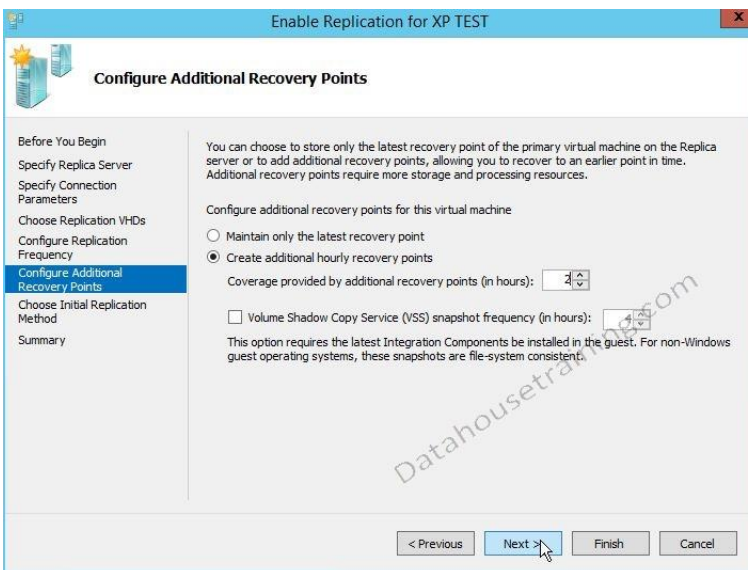 Enable Replication for XP TEST
x
Configure Additional Recovery Points
Before You Begin
Specify Replica Server
Specify Connection
Parameters
Choose Replication VHDs
Configure Replication
Frequency
Configure Additional
Recovery Points
Choose Initial Replication
Method
Summary
You can choose to store only the latest recovery point of the primary virtual machine on the Replica
server or to add additional recovery points, allowing you to recover to an earlier point in time.
Additional recovery points require more storage and processing resources.
Configure additional recovery points for this virtual machine
Maintain only the latest recovery point
Create additional hourly recovery points
Coverage provided by additional recovery points (in hours): 2
Volume Shadow Copy Service (VSS) snapshot frequency (in hours): 4
This option requires the latest Integration Components be installed in the guest. For non-Windows
guest operating systems, these snapshots are file-system consistent.
Datahousetraining.com
< Previous
Next >
Finish
Cancel